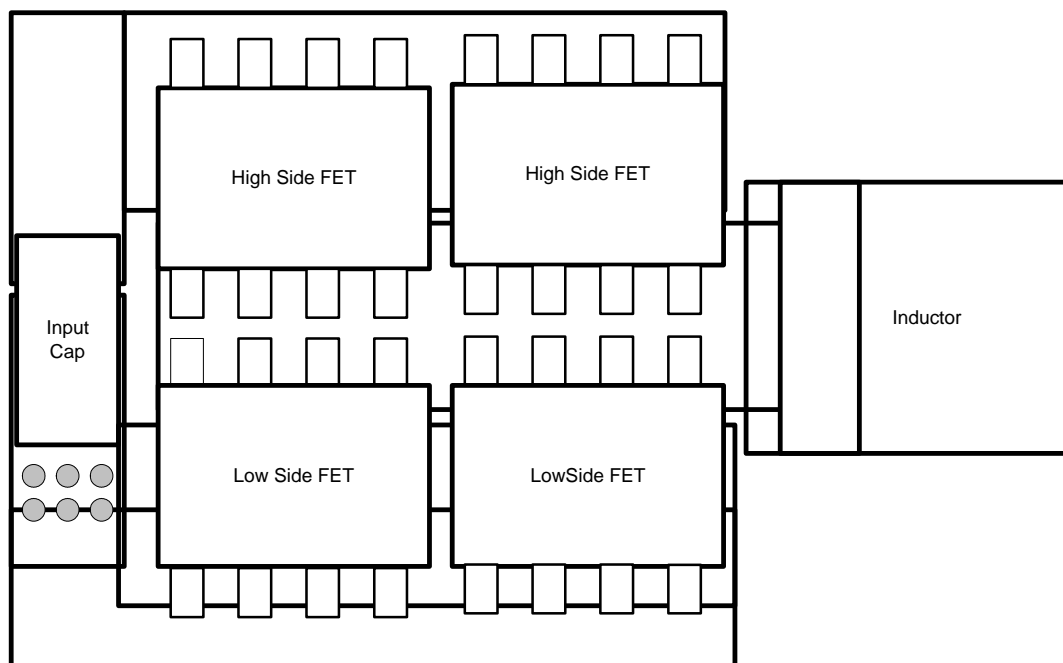 High Side FET
High Side FET
Input
Cap
Inductor
Low Side FET
LowSide FET